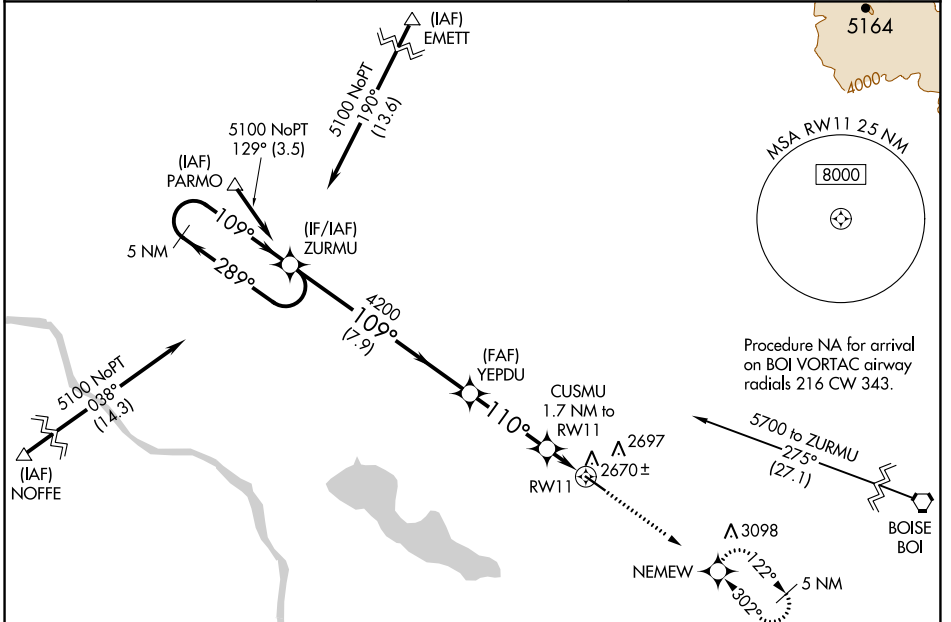 (IAF)
EMETT
5164
4000
5100 NoPT
190°
(13.6)
5100 NoPT
129° (3.5)
(IAF)
PARMO
MSA RW11 25 NM
8000
109°
(IF/IAF)
ZURMU
5 NM
289°
4200
109°
(7.9)
Procedure NA for arrival
on BOI VORTAC airway
radials 216 CW 343.
(FAF)
YEPDU
5100 NoPT
038°
(14.3)
CUSMU
1.7 NM to
RW11
110°
5700 to ZURMU
275°
(27.1)
2697
2670±
(IAF)
NOFFE
RW11
BOISE
BOI
3098
NEMEW
122°
5 NM
302°